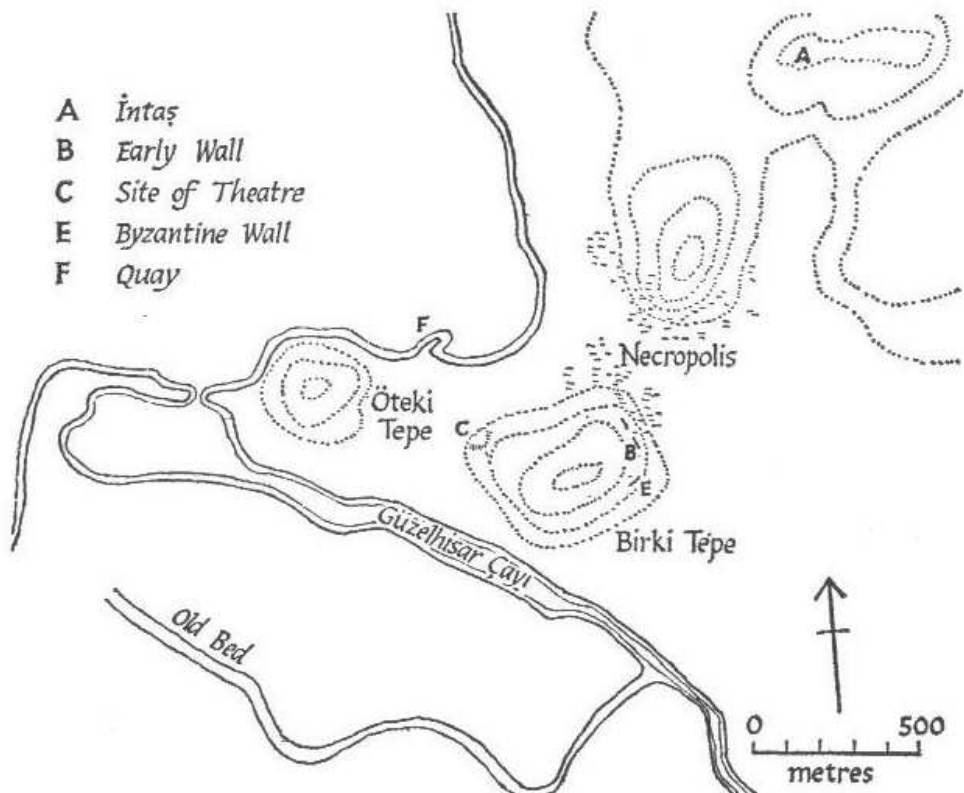 A İntaş
B Early Wall
C Site of Theatre
E Byzantine Wall
F Quay
A
F
Necropolis
Öteki
Tepe
C
B
E
Birki Tepe
Güzelhisar Çayı
Old Bed
0 500
metres